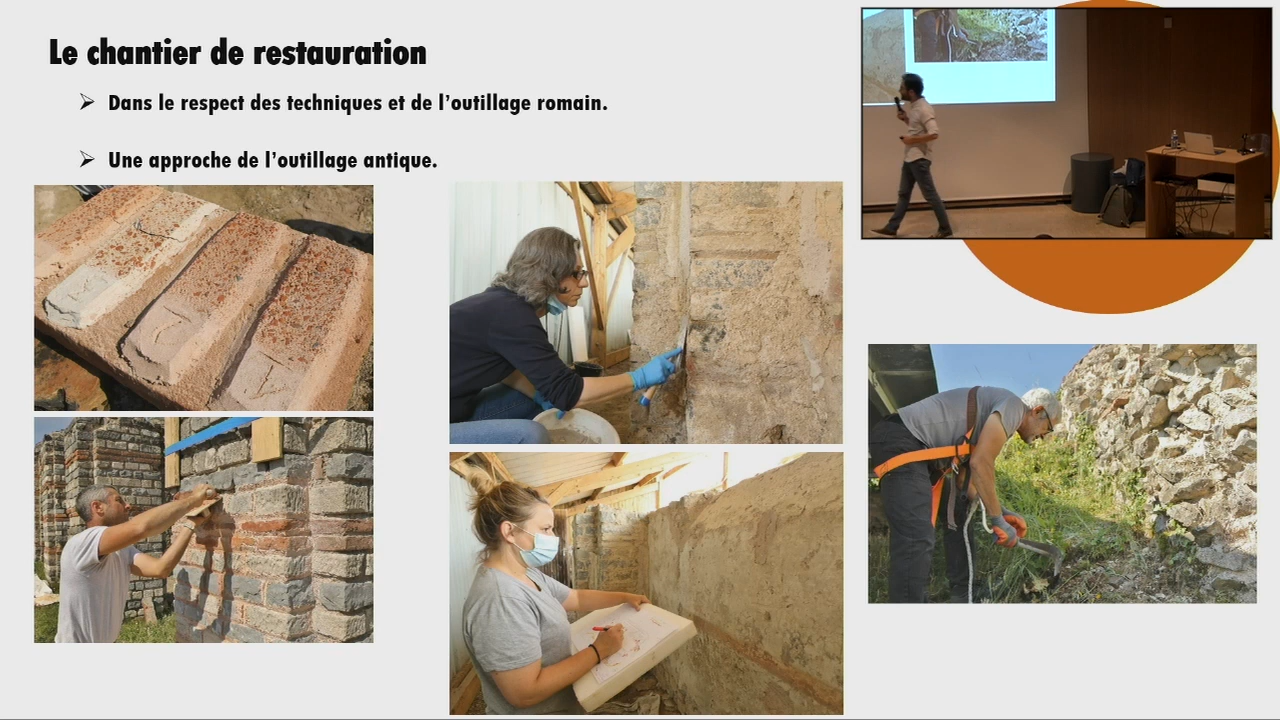 Le chantier de restauration
Dans le respect des techniques et de l'outillage romain.
Une approche de l'outillage antique.